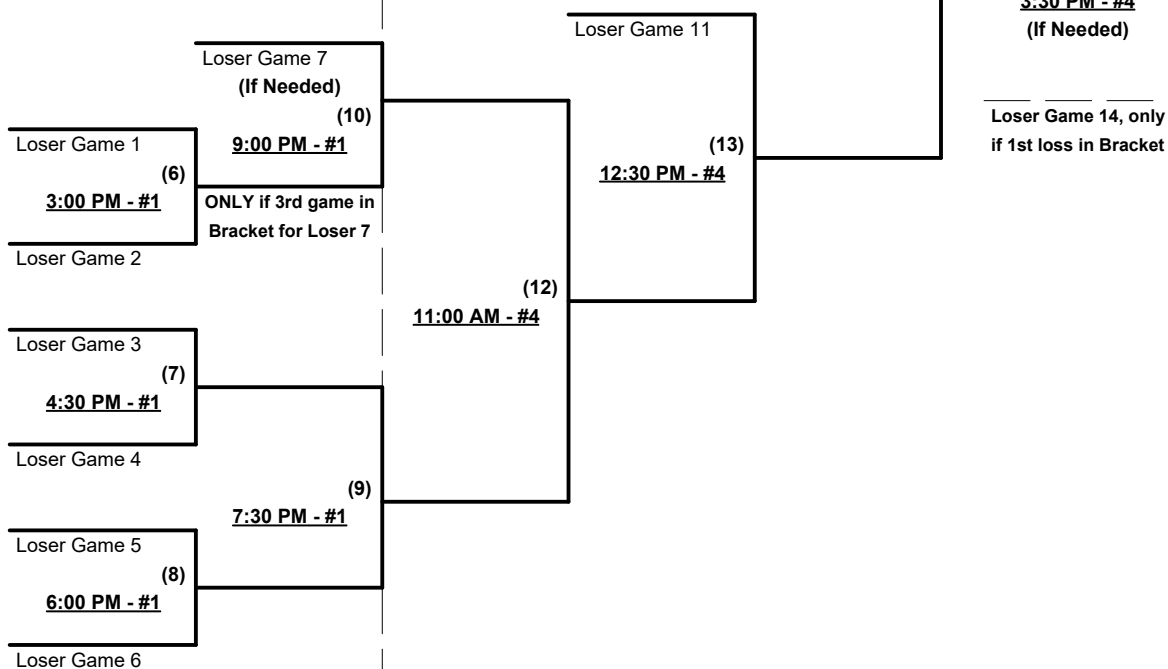 3:30 PM - #4
(If Needed)
Loser Game 11
Loser Game 7
(If Needed)
(10)
9:00 PM - #1
Loser Game 14, only
if 1st loss in Bracket
Loser Game 1
(6)
3:00 PM - #1
(13)
12:30 PM - #4
ONLY if 3rd game in
Bracket for Loser 7
Loser Game 2
(12)
11:00 AM - #4
Loser Game 3
(7)
4:30 PM - #1
Loser Game 4
(9)
7:30 PM - #1
Loser Game 5
(8)
6:00 PM - #1
Loser Game 6